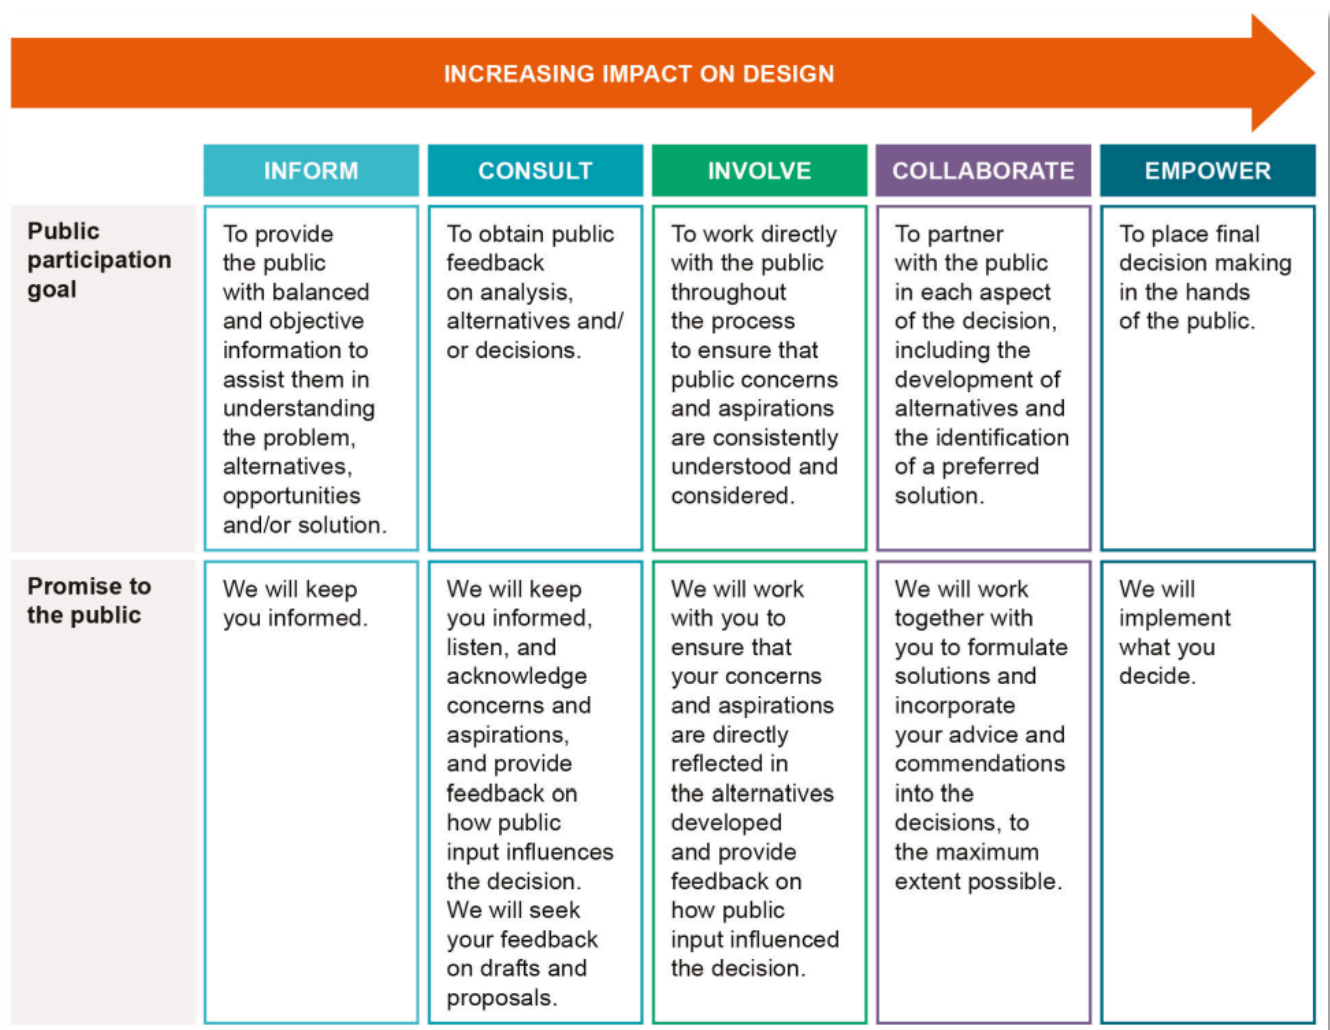 INCREASING IMPACT ON DESIGN
INFORM
CONSULT
INVOLVE
COLLABORATE
EMPOWER
Public
participation
goal
To provide
the public
with balanced
and objective
information to
assist them in
understanding
the problem,
alternatives,
opportunities
and/or solution.
To obtain public
feedback
on analysis,
alternatives and/
or decisions.
To work directly
with the public
throughout
the process
to ensure that
public concerns
and aspirations
are consistently
understood and
considered.
To partner
with the public
in each aspect
of the decision,
including the
development of
alternatives and
the identification
of a preferred
solution.
To place final
decision making
in the hands
of the public.
Promise to
the public
We will keep
you informed.
We will keep
you informed,
listen, and
acknowledge
concerns and
aspirations,
and provide
feedback on
how public
input influences
the decision.
We will seek
your feedback
on drafts and
proposals.
We will work
with you to
ensure that
your concerns
and aspirations
are directly
reflected in
the alternatives
developed
and provide
feedback on
how public
input influenced
the decision.
We will work
together with
you to formulate
solutions and
incorporate
your advice and
commendations
into the
decisions, to
the maximum
extent possible.
We will
implement
what you
decide.